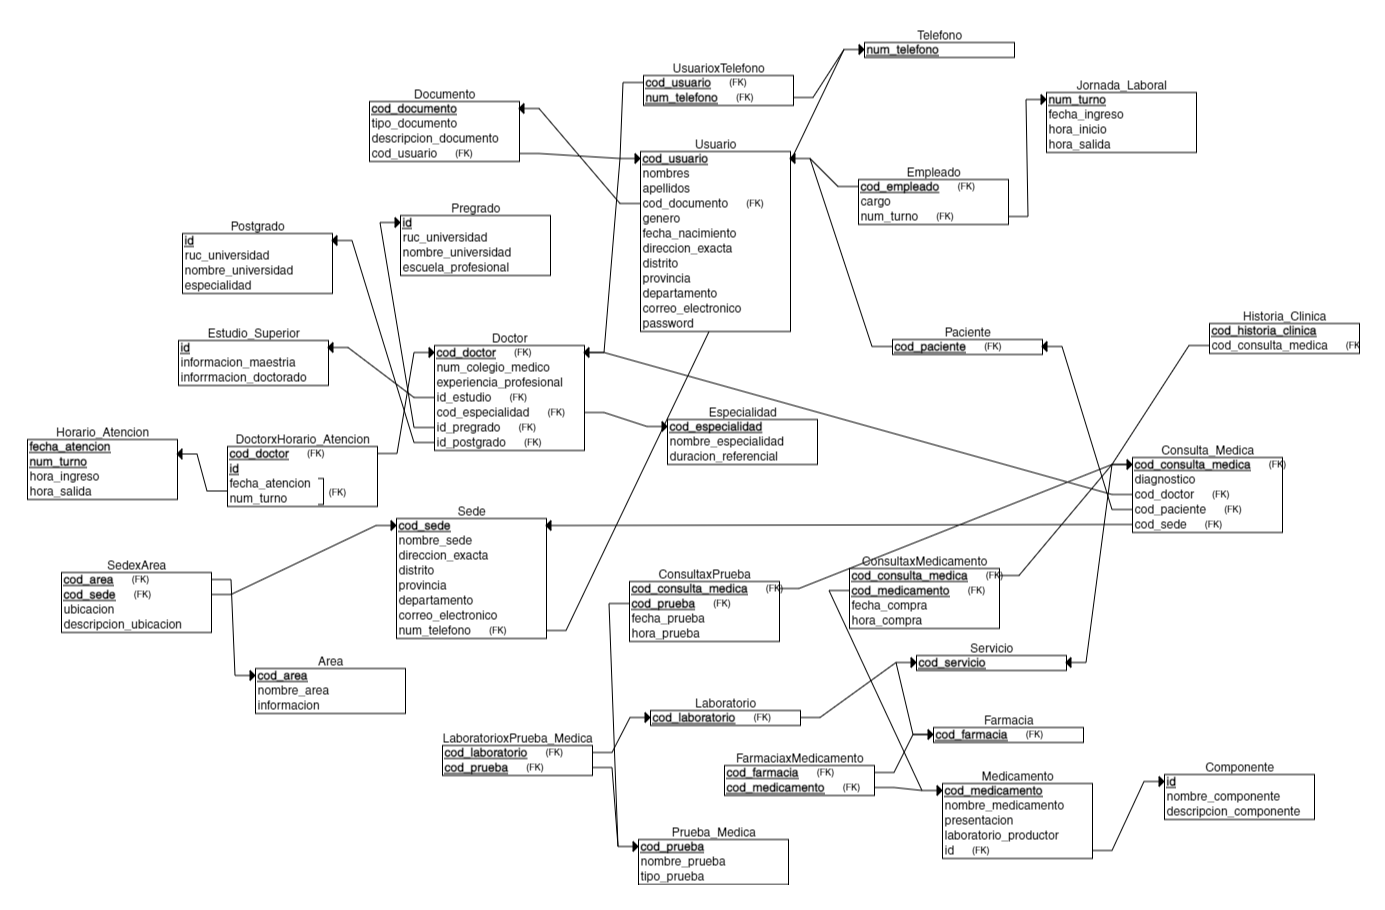 Telefono
num_telefono
UsuarioxTelefono
cod_usuario (FK)
num_telefono (FK)
Jornada_Laboral
num_turno
fecha_ingreso
hora_inicio
hora_salida
Documento
cod_documento
tipo_documento
descripcion_documento
cod_usuario (FK)
Usuario
cod_usuario
nombres
apellidos
cod_documento (FK)
genero
fecha_nacimiento
direccion_exacta
distrito
provincia
departamento
correo_electronico
password
Empleado
cod_empleado (FK)
cargo
num_turno (FK)
Pregrado
id
ruc_universidad
nombre_universidad
escuela_profesional
Postgrado
id
ruc_universidad
nombre_universidad
especialidad
Estudio_Superior
id
informacion_maestria
inforrmacion_doctorado
Doctor
cod_doctor (FK)
num_colegio_medico
experiencia_profesional
id_estudio (FK)
cod_especialidad (FK)
id_pregrado (FK)
id_postgrado (FK)
Paciente
cod_paciente (FK)
Historia_Clinica
cod_historia_clinica
cod_consulta_medica (FK
Especialidad
cod_especialidad
nombre_especialidad
duracion_referencial
Horario_Atencion
fecha_atencion
num_turno
hora_ingreso
hora_salida
DoctorxHorario_Atencion
cod_doctor (FK)
id
fecha_atencion
num_turno
(FK)
Consulta_Medica
cod_consulta_medica (FK)
diagnostico
cod_doctor (FK)
cod_paciente (FK)
cod_sede (FK)
Sede
cod_sede
nombre_sede
direccion_exacta
distrito
provincia
departamento
correo_electronico
num_telefono (FK)
SedexArea
cod_area (FK)
cod_sede (FK)
ubicacion
descripcion_ubicacion
ConsultaxPrueba
cod_consulta_medica (FK)
cod_prueba (FK)
fecha_prueba
hora_prueba
ConsultaxMedicamento
cod_consulta_medica (FK)
cod_medicamento (FK)
fecha_compra
hora_compra
Servicio
cod_servicio
Area
cod_area
nombre_area
informacion
Laboratorio
cod_laboratorio (FK)
Farmacia
cod_farmacia (FK)
LaboratorioxPrueba_Medica
cod_laboratorio (FK)
cod_prueba (FK)
FarmaciaxMedicamento
cod_farmacia (FK)
cod_medicamento (FK)
Medicamento
cod_medicamento
nombre_medicamento
presentacion
laboratorio_productor
id (FK)
Componente
id
nombre_componente
descripcion_componente
Prueba_Medica
cod_prueba
nombre_prueba
tipo_prueba